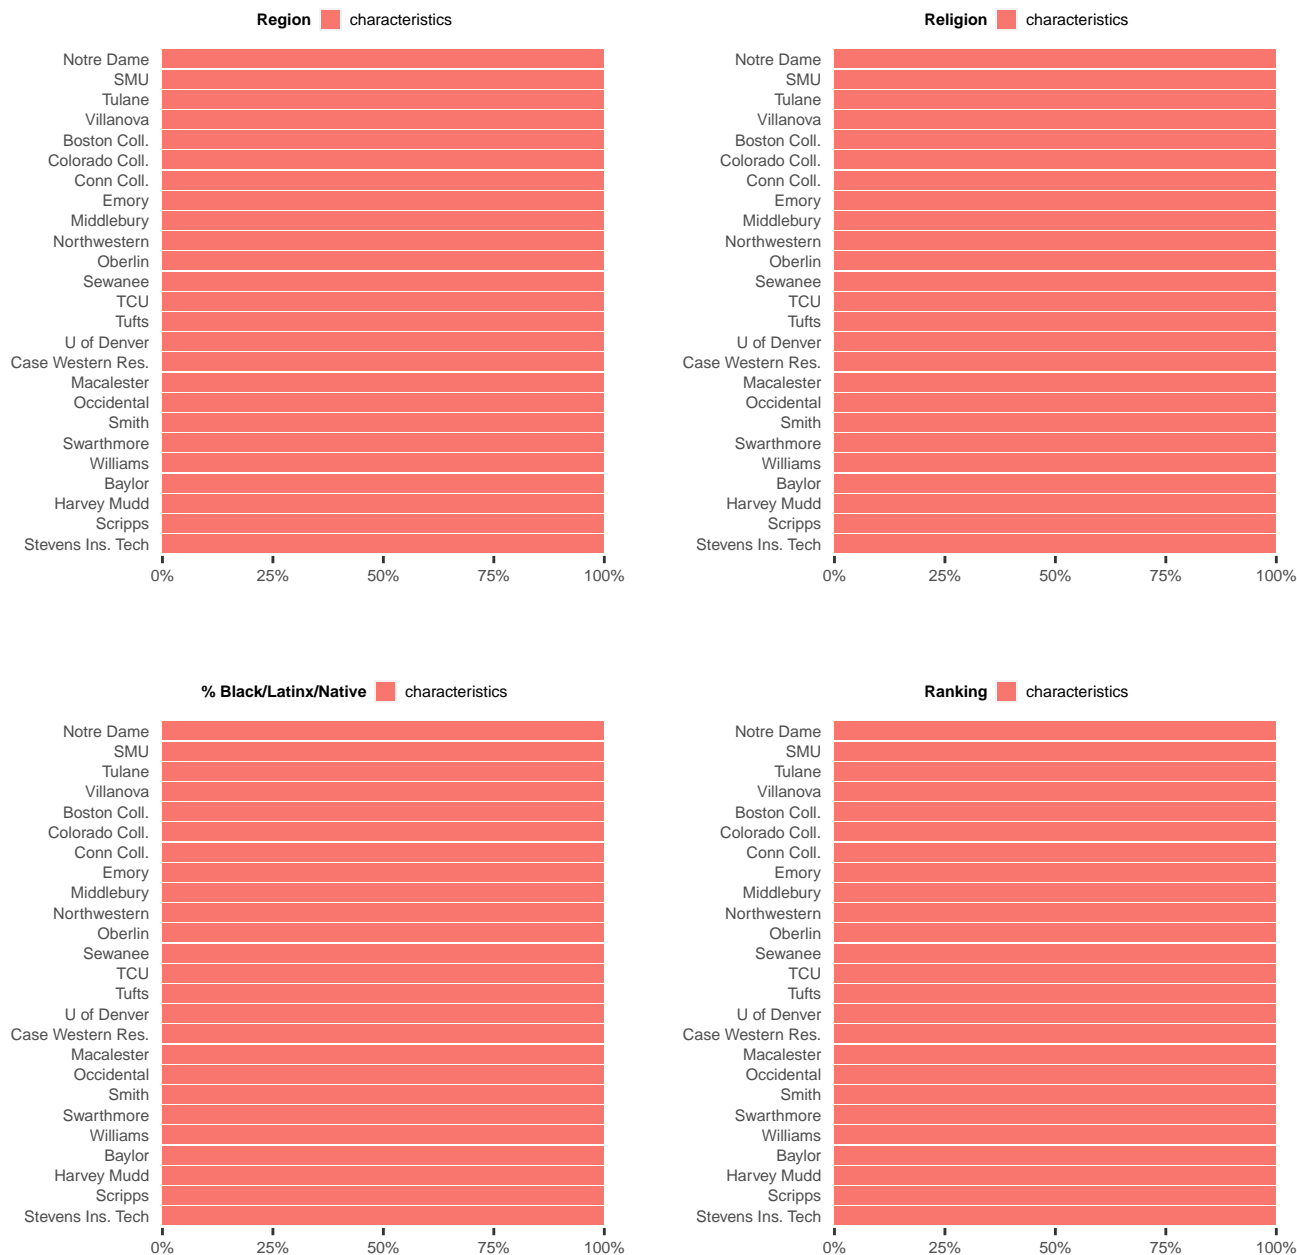 Region characteristics
Notre Dame
SMU
Tulane
Villanova
Boston Coll.
Colorado Coll.
Conn Coll.
Emory
Middlebury
Northwestern
Oberlin
Sewanee
TCU
Tufts
U of Denver
Case Western Res.
Macalester
Occidental
Smith
Swarthmore
Williams
Baylor
Harvey Mudd
Scripps
Stevens Ins. Tech
0% 25% 50% 75% 100%
Religion characteristics
Notre Dame
SMU
Tulane
Villanova
Boston Coll.
Colorado Coll.
Conn Coll.
Emory
Middlebury
Northwestern
Oberlin
Sewanee
TCU
Tufts
U of Denver
Case Western Res.
Macalester
Occidental
Smith
Swarthmore
Williams
Baylor
Harvey Mudd
Scripps
Stevens Ins. Tech
0% 25% 50% 75% 100%
% Black/Latinx/Native characteristics
Notre Dame
SMU
Tulane
Villanova
Boston Coll.
Colorado Coll.
Conn Coll.
Emory
Middlebury
Northwestern
Oberlin
Sewanee
TCU
Tufts
U of Denver
Case Western Res.
Macalester
Occidental
Smith
Swarthmore
Williams
Baylor
Harvey Mudd
Scripps
Stevens Ins. Tech
0% 25% 50% 75% 100%
Ranking characteristics
Notre Dame
SMU
Tulane
Villanova
Boston Coll.
Colorado Coll.
Conn Coll.
Emory
Middlebury
Northwestern
Oberlin
Sewanee
TCU
Tufts
U of Denver
Case Western Res.
Macalester
Occidental
Smith
Swarthmore
Williams
Baylor
Harvey Mudd
Scripps
Stevens Ins. Tech
0% 25% 50% 75% 100%